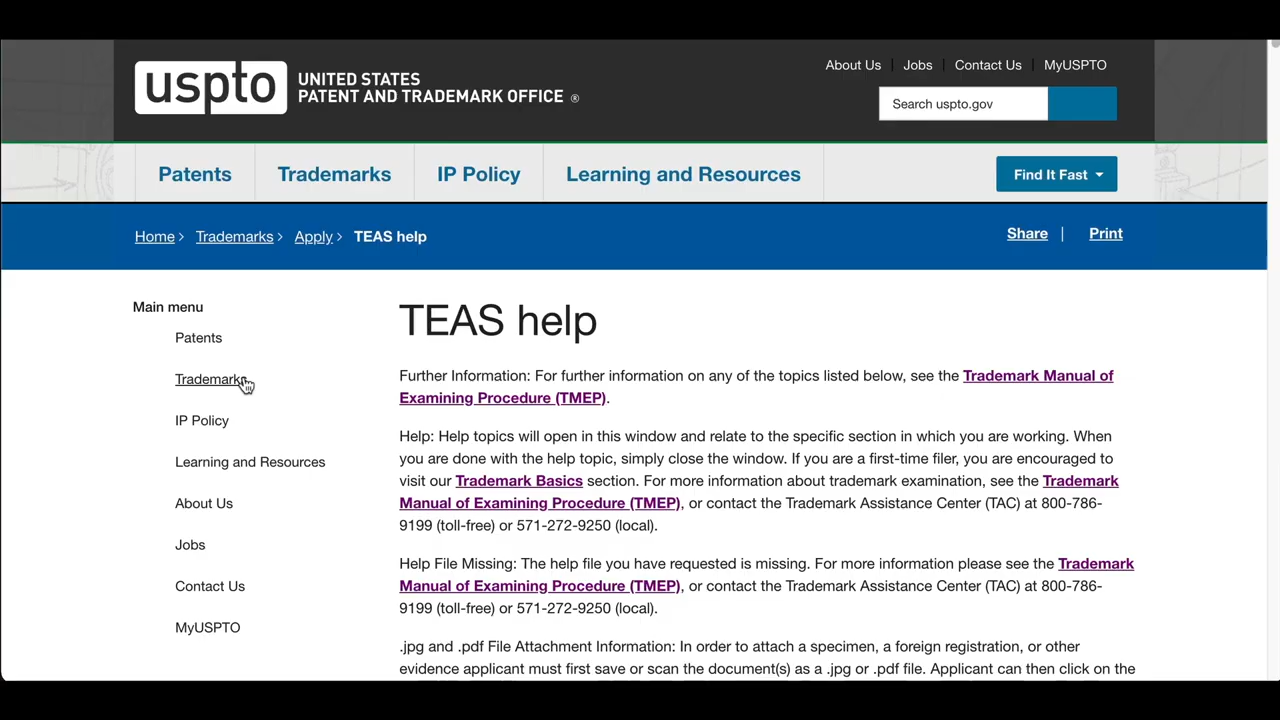 About Us
Jobs
Contact Us
MyUSPTO
uspto
UNITED STATES
PATENT AND TRADEMARK OFFICE ®
Search uspto.gov
Patents
Trademarks
IP Policy
Learning and Resources
Find It Fast
Home > Trademarks > Apply > TEAS help
Share | Print
Main menu
Patents
Trademarks
IP Policy
Learning and Resources
About Us
Jobs
Contact Us
MyUSPTO
TEAS help
Further Information: For further information on any of the topics listed below, see the Trademark Manual of
Examining Procedure (TMEP).
Help: Help topics will open in this window and relate to the specific section in which you are working. When
you are done with the help topic, simply close the window. If you are a first-time filer, you are encouraged to
visit our Trademark Basics section. For more information about trademark examination, see the Trademark
Manual of Examining Procedure (TMEP), or contact the Trademark Assistance Center (TAC) at 800-786-
9199 (toll-free) or 571-272-9250 (local).
Help File Missing: The help file you have requested is missing. For more information please see the Trademark
Manual of Examining Procedure (TMEP), or contact the Trademark Assistance Center (TAC) at 800-786-
9199 (toll-free) or 571-272-9250 (local).
.jpg and .pdf File Attachment Information: In order to attach a specimen, a foreign registration, or other
evidence applicant must first save or scan the document(s) as a .jpg or .pdf file. Applicant can then click on the